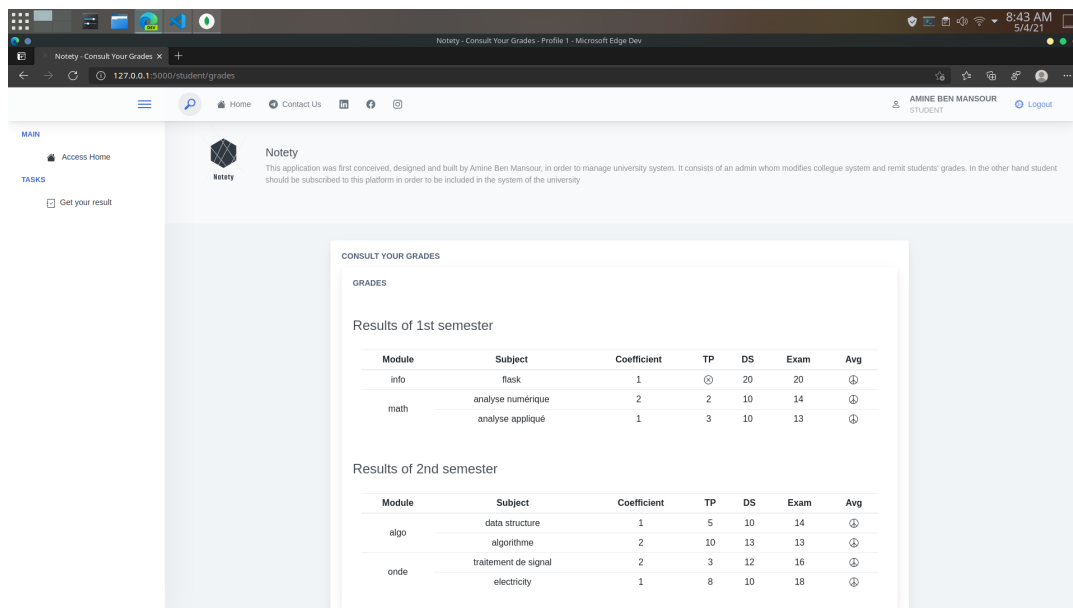 8:43 AM
5/4/21
Notety - Consult Your Grades - Profile 1 - Microsoft Edge Dev
Notety - Consult Your Grades
127.0.0.1:5000/student/grades
Home Contact Us
AMINE BEN MANSOUR
STUDENT
Logout
MAIN
Access Home
TASKS
Get your result
Notety
Notety
This application was first conceived, designed and built by Amine Ben Mansour, in order to manage university system. It consists of an admin whom modifies collegue system and remit students' grades. In the other hand student
should be subscribed to this platform in order to be included in the system of the university
CONSULT YOUR GRADES
GRADES
Results of 1st semester
Module Subject Coefficient TP DS Exam Avg
info flask 1 20 20
math
analyse numérique 2 2 10 14
analyse appliqué 1 3 10 13
Results of 2nd semester
Module Subject Coefficient TP DS Exam Avg
algo
data structure 1 5 10 14
algorithme 2 10 13 13
onde
traitement de signal 2 3 12 16
electricity 1 8 10 18